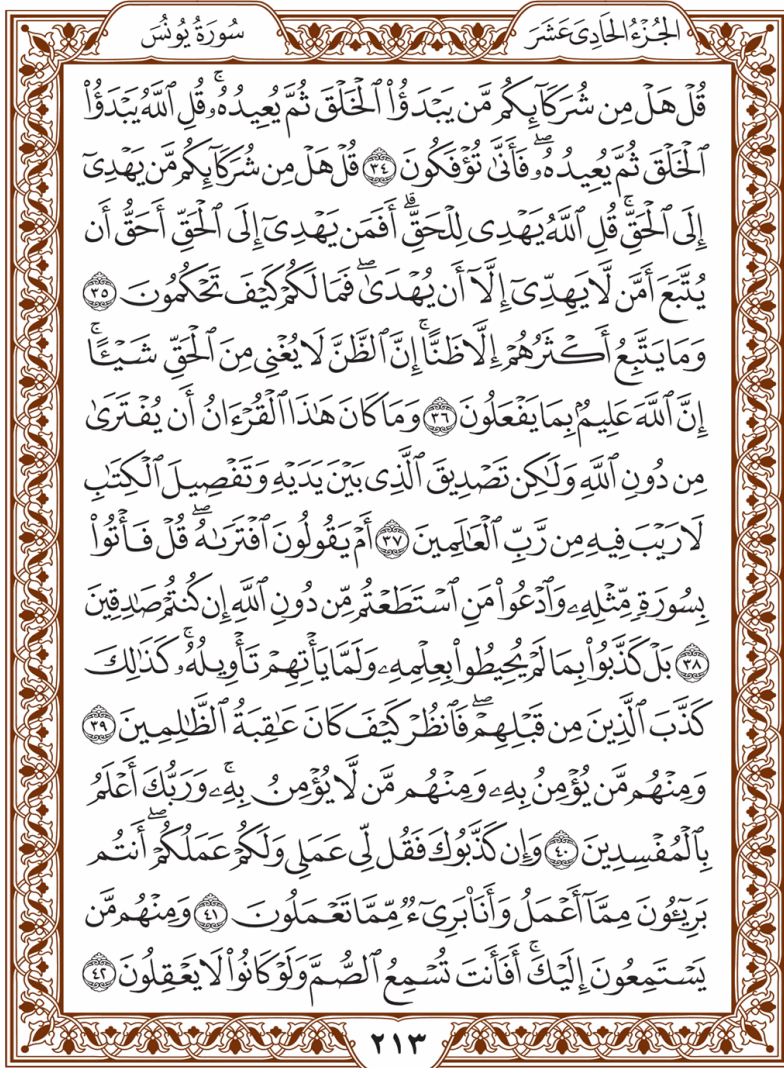 الجُزْءُ الحَادِى عَشَرَ
سُورَةُ يُونُسَ
قُلْ هَلْ مِن شُرَكَآئِكُم مَّن يَبْدَؤُا۟ ٱلْخَلْقَ ثُمَّ يُعِيدُهُۥ ۚ قُلِ ٱللَّهُ يَبْدَؤُا۟
ٱلْخَلْقَ ثُمَّ يُعِيدُهُۥ ۖ فَأَنَّىٰ تُؤْفَكُونَ ٣٤ قُلْ هَلْ مِن شُرَكَآئِكُم مَّن يَهْدِىٓ
إِلَى ٱلْحَقِّ ۚ قُلِ ٱللَّهُ يَهْدِى لِلْحَقِّ ۗ أَفَمَن يَهْدِىٓ إِلَى ٱلْحَقِّ أَحَقُّ أَن
يُتَّبَعَ أَمَّن لَّا يَهِدِّىٓ إِلَّآ أَن يُهْدَىٰ ۖ فَمَا لَكُمْ كَيْفَ تَحْكُمُونَ ٣٥
وَمَا يَتَّبِعُ أَكْثَرُهُمْ إِلَّا ظَنًّا ۚ إِنَّ ٱلظَّنَّ لَا يُغْنِى مِنَ ٱلْحَقِّ شَيْـًٔا ۚ
إِنَّ ٱللَّهَ عَلِيمٌۢ بِمَا يَفْعَلُونَ ٣٦ وَمَا كَانَ هَـٰذَا ٱلْقُرْءَانُ أَن يُفْتَرَىٰ
مِن دُونِ ٱللَّهِ وَلَـٰكِن تَصْدِيقَ ٱلَّذِى بَيْنَ يَدَيْهِ وَتَفْصِيلَ ٱلْكِتَـٰبِ
لَا رَيْبَ فِيهِ مِن رَّبِّ ٱلْعَـٰلَمِينَ ٣٧ أَمْ يَقُولُونَ ٱفْتَرَىٰهُ ۖ قُلْ فَأْتُوا۟
بِسُورَةٍ مِّثْلِهِۦ وَٱدْعُوا۟ مَنِ ٱسْتَطَعْتُم مِّن دُونِ ٱللَّهِ إِن كُنتُمْ صَـٰدِقِينَ
٣٨ بَلْ كَذَّبُوا۟ بِمَا لَمْ يُحِيطُوا۟ بِعِلْمِهِۦ وَلَمَّا يَأْتِهِمْ تَأْوِيلُهُۥ ۚ كَذَٰلِكَ
كَذَّبَ ٱلَّذِينَ مِن قَبْلِهِمْ ۖ فَٱنظُرْ كَيْفَ كَانَ عَـٰقِبَةُ ٱلظَّـٰلِمِينَ ٣٩
وَمِنْهُم مَّن يُؤْمِنُ بِهِۦ وَمِنْهُم مَّن لَّا يُؤْمِنُ بِهِۦ ۚ وَرَبُّكَ أَعْلَمُ
بِٱلْمُفْسِدِينَ ٤٠ وَإِن كَذَّبُوكَ فَقُل لِّى عَمَلِى وَلَكُمْ عَمَلُكُمْ ۖ أَنتُم
بَرِيٓـُٔونَ مِمَّآ أَعْمَلُ وَأَنَا۠ بَرِىٓءٌ مِّمَّا تَعْمَلُونَ ٤١ وَمِنْهُم مَّن
يَسْتَمِعُونَ إِلَيْكَ ۚ أَفَأَنتَ تُسْمِعُ ٱلصُّمَّ وَلَوْ كَانُوا۟ لَا يَعْقِلُونَ ٤٢
٢١٣